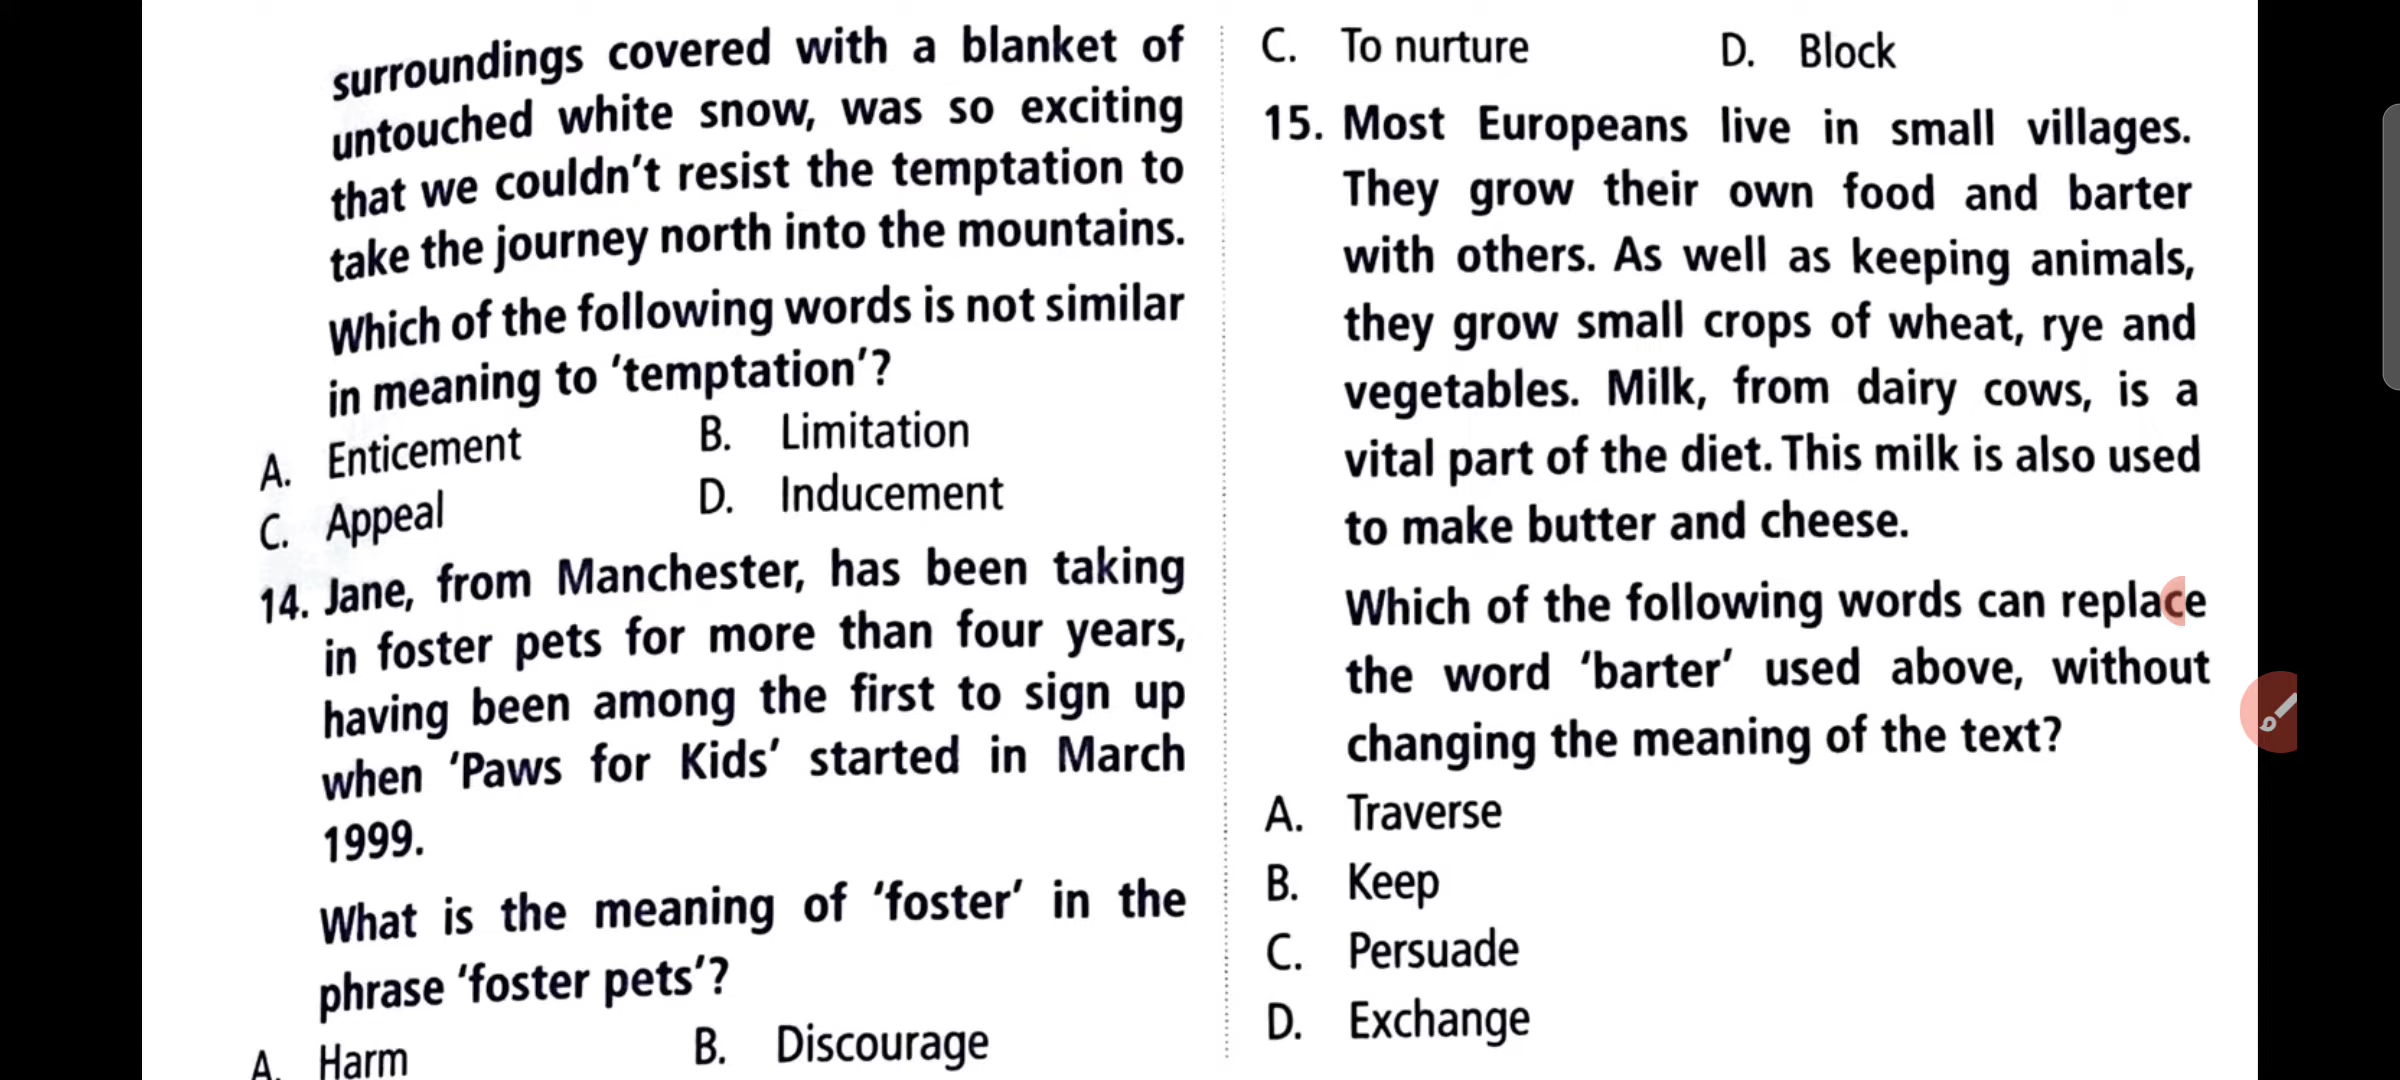 surroundings covered with a blanket of
untouched white snow, was so exciting
that we couldn't resist the temptation to
take the journey north into the mountains.
Which of the following words is not similar
in meaning to 'temptation'?
A. Enticement B. Limitation
C. Appeal D. Inducement
14. Jane, from Manchester, has been taking
in foster pets for more than four years,
having been among the first to sign up
when 'Paws for Kids' started in March
1999.
What is the meaning of 'foster' in the
phrase 'foster pets'?
A. Harm B. Discourage
C. To nurture D. Block
15. Most Europeans live in small villages.
They grow their own food and barter
with others. As well as keeping animals,
they grow small crops of wheat, rye and
vegetables. Milk, from dairy cows, is a
vital part of the diet. This milk is also used
to make butter and cheese.
Which of the following words can replace
the word 'barter' used above, without
changing the meaning of the text?
A. Traverse
B. Keep
C. Persuade
D. Exchange